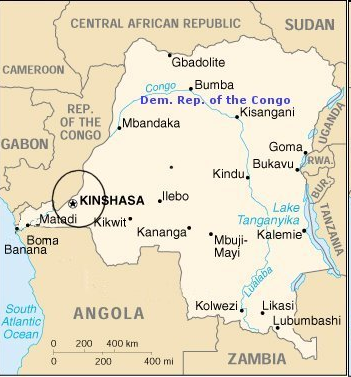 CENTRAL AFRICAN REPUBLIC
SUDAN
CAMEROON
Gbadolite
Congo
Bumba
Dem. Rep. of the Congo
REP.
OF THE
CONGO
Mbandaka
Kisangani
UGANDA
GABON
Goma
RWA.
Bukavu
Kindu
BUR.
KINSHASA
Ilebo
Lake
Tanganyika
TANZANIA
Matadi
Kikwit
Boma
Banana
Kananga
Mbuji-
Mayi
Kalemie
Lualaba
South
Atlantic
Ocean
ANGOLA
Kolwezi
Likasi
Lubumbashi
0 200 400 km
0 200 400 mi
ZAMBIA